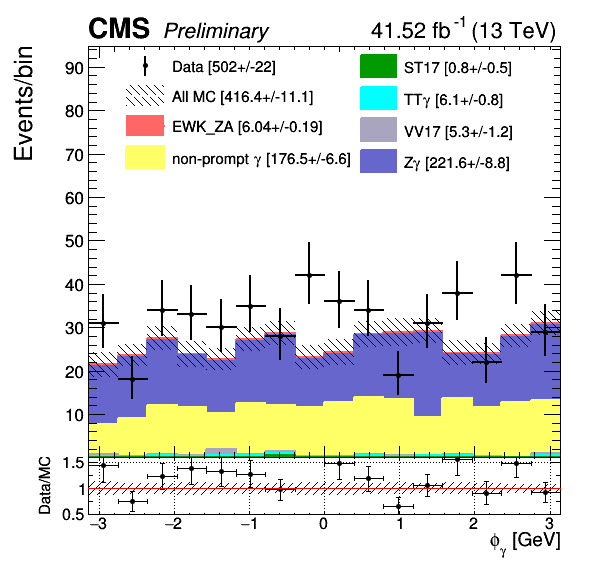 CMS Preliminary 41.52 fb⁻¹ (13 TeV)
Events/bin
Data [502+/-22]
All MC [416.4+/-11.1]
EWK_ZA [6.04+/-0.19]
non-prompt γ [176.5+/-6.6]
ST17 [0.8+/-0.5]
TTγ [6.1+/-0.8]
VV17 [5.3+/-1.2]
Zγ [221.6+/-8.8]
90
80
70
60
50
40
30
20
10
Data/MC
1.5
1
0.5
−3 −2 −1 0 1 2 3
ϕγ [GeV]